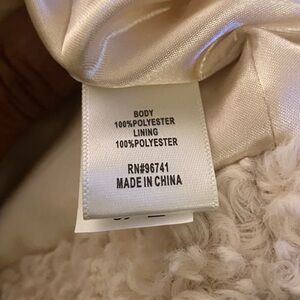 BODY
100%POLYESTER
LINING
100%POLYESTER
RN#96741
MADE IN CHINA